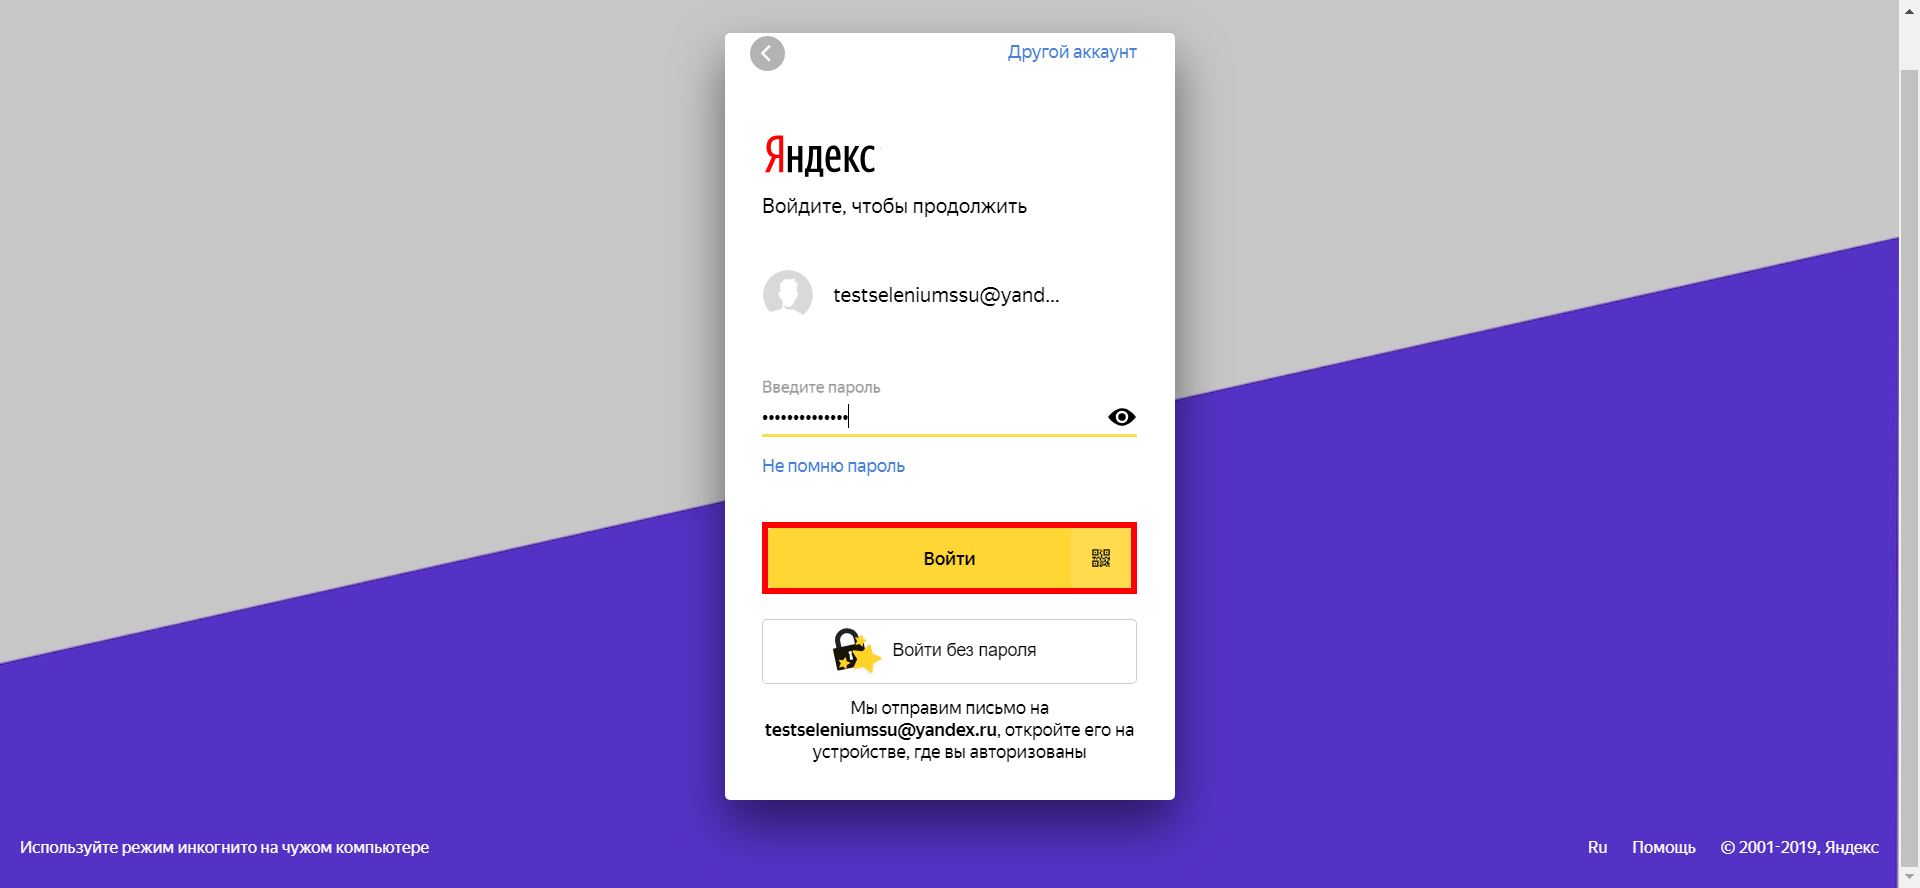 Другой аккаунт
Яндекс
Войдите, чтобы продолжить
testseleniumssu@yand...
Введите пароль
••••••••••••••
Не помню пароль
Войти
Войти без пароля
Мы отправим письмо на
testseleniumssu@yandex.ru, откройте его на
устройстве, где вы авторизованы
Используйте режим инкогнито на чужом компьютере
Ru Помощь © 2001-2019, Яндекс